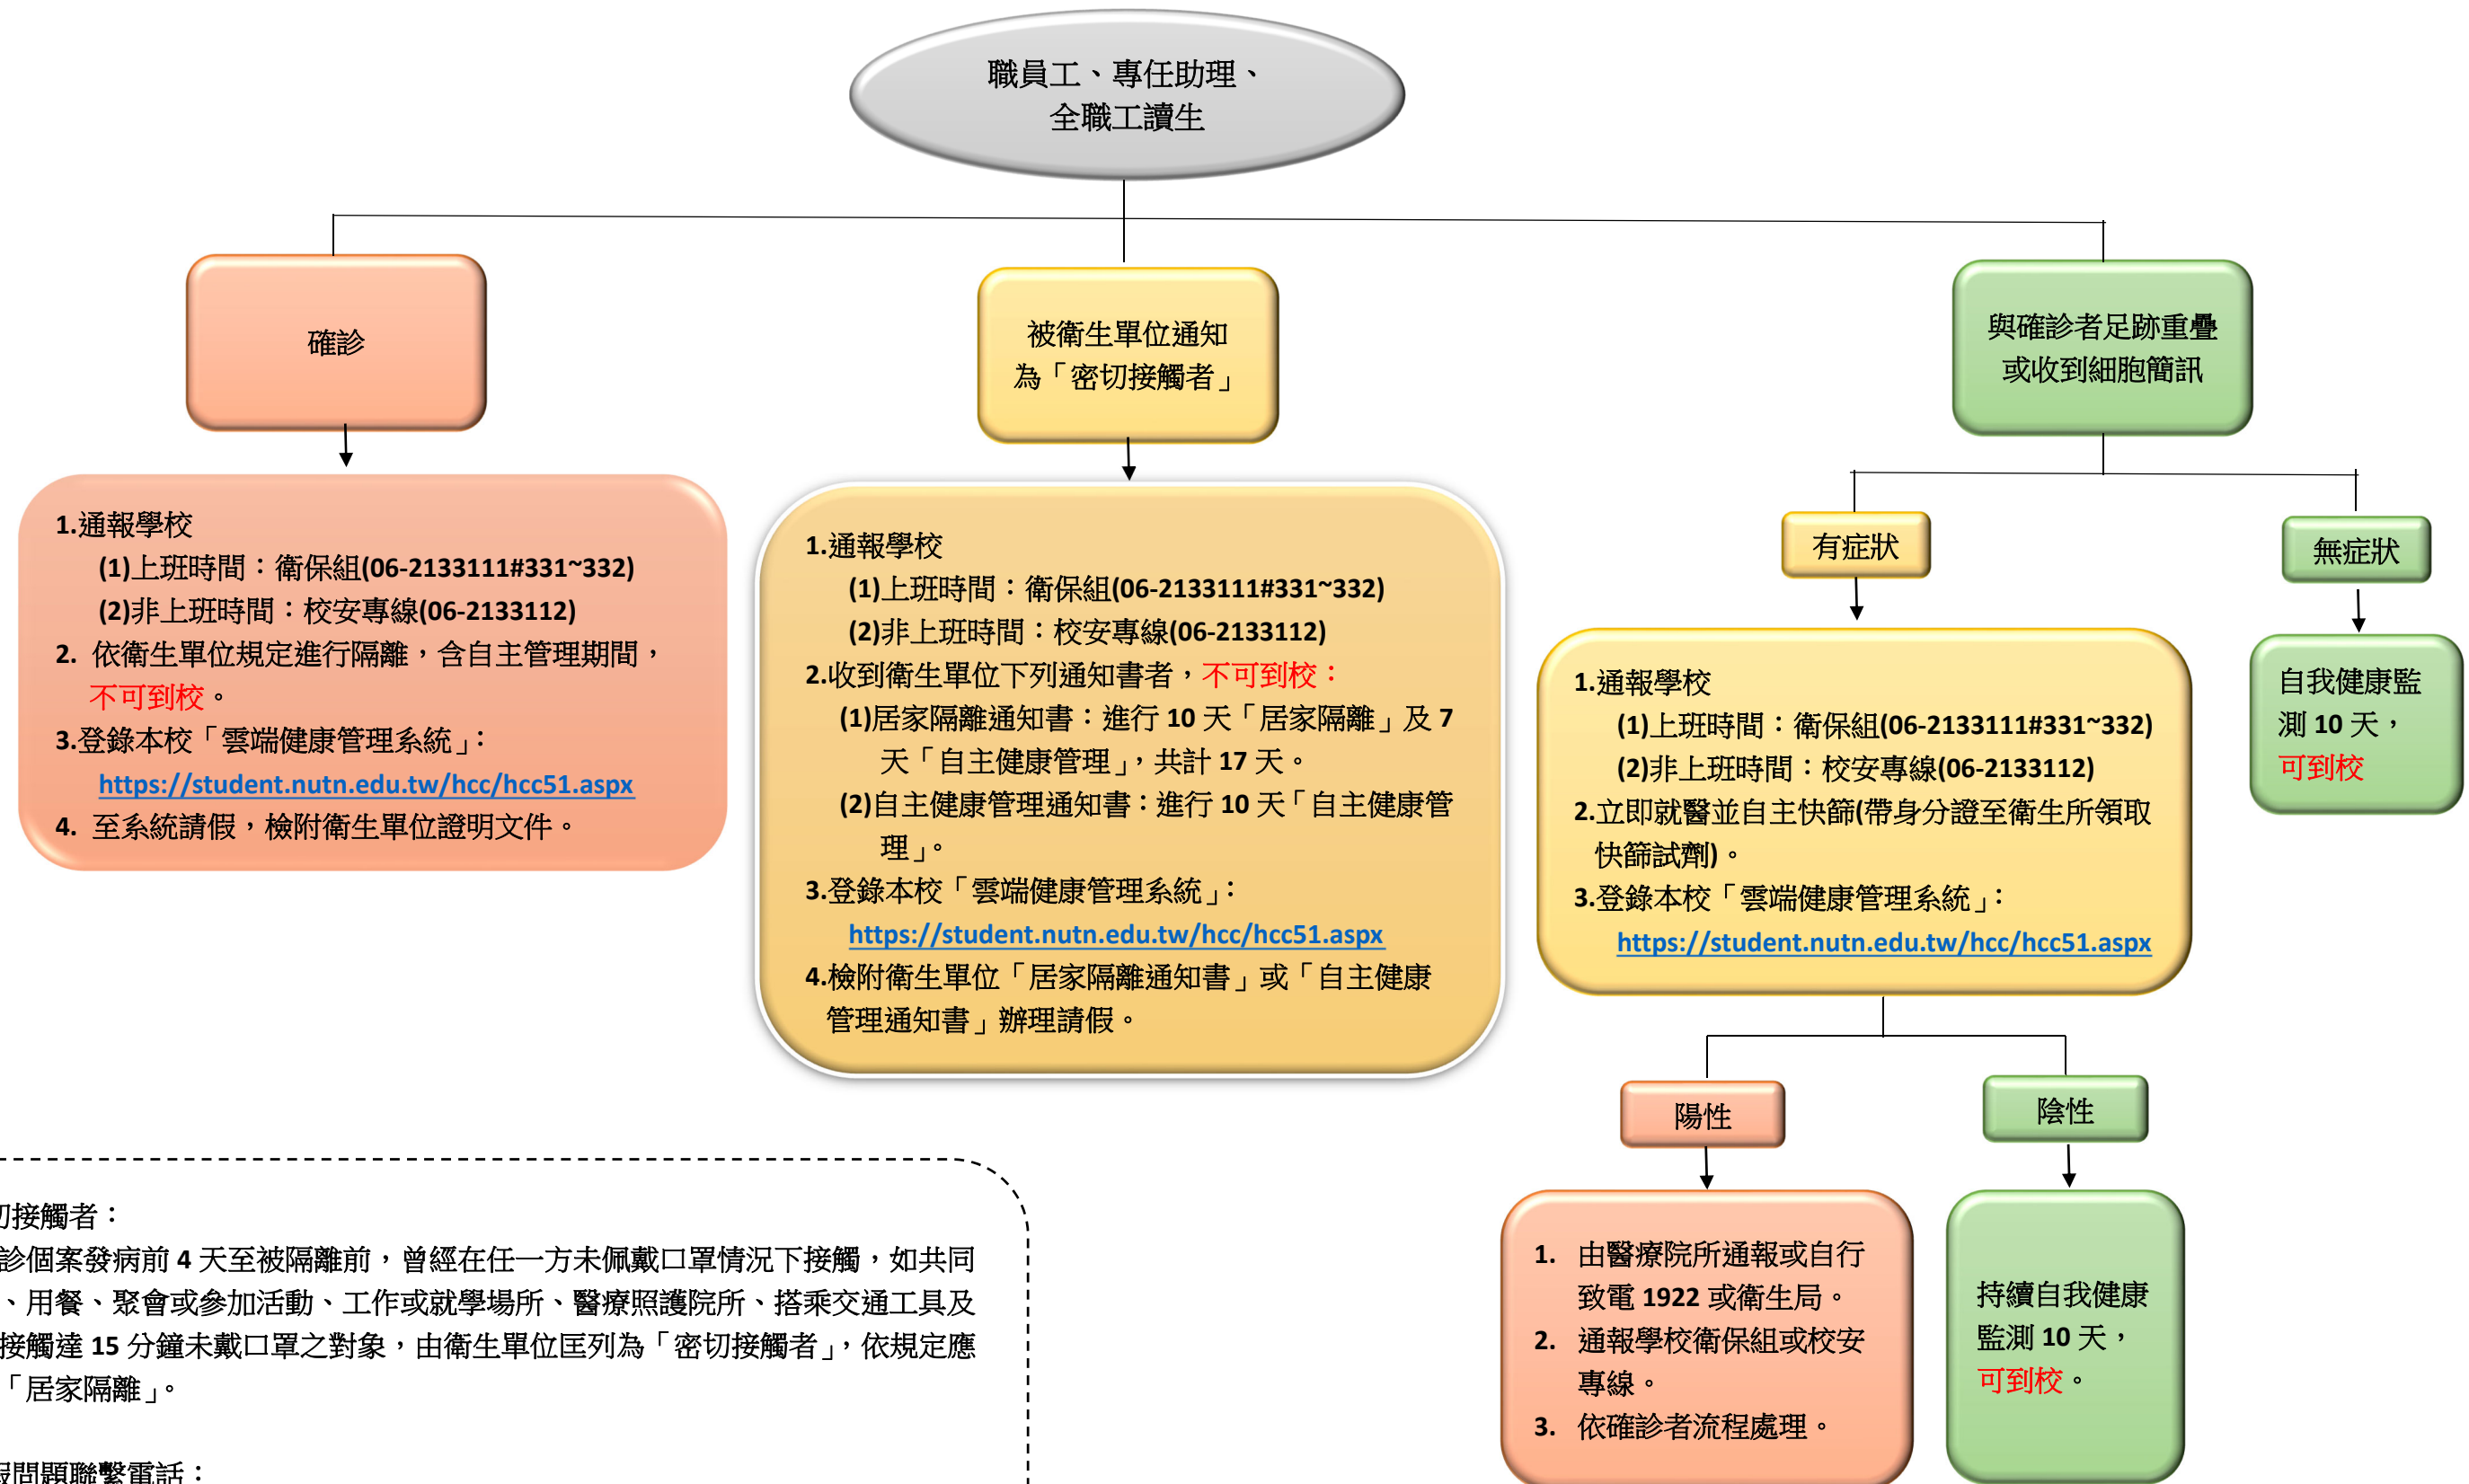 職員工、專任助理、
全職工讀生
確診
被衛生單位通知
為「密切接觸者」
與確診者足跡重疊
或收到細胞簡訊
1.通報學校
(1)上班時間：衛保組(06-2133111#331~332)
(2)非上班時間：校安專線(06-2133112)
2. 依衛生單位規定進行隔離，含自主管理期間，
不可到校。
3.登錄本校「雲端健康管理系統」：
https://student.nutn.edu.tw/hcc/hcc51.aspx
4. 至系統請假，檢附衛生單位證明文件。
1.通報學校
(1)上班時間：衛保組(06-2133111#331~332)
(2)非上班時間：校安專線(06-2133112)
2.收到衛生單位下列通知書者，不可到校：
(1)居家隔離通知書：進行 10 天「居家隔離」及 7
天「自主健康管理」，共計 17 天。
(2)自主健康管理通知書：進行 10 天「自主健康管
理」。
3.登錄本校「雲端健康管理系統」：
https://student.nutn.edu.tw/hcc/hcc51.aspx
4.檢附衛生單位「居家隔離通知書」或「自主健康
管理通知書」辦理請假。
有症狀
無症狀
1.通報學校
(1)上班時間：衛保組(06-2133111#331~332)
(2)非上班時間：校安專線(06-2133112)
2.立即就醫並自主快篩(帶身分證至衛生所領取
快篩試劑)。
3.登錄本校「雲端健康管理系統」：
https://student.nutn.edu.tw/hcc/hcc51.aspx
自我健康監
測 10 天，
可到校
陽性
陰性
1. 由醫療院所通報或自行
致電 1922 或衛生局。
2. 通報學校衛保組或校安
專線。
3. 依確診者流程處理。
持續自我健康
監測 10 天，
可到校。
切接觸者：
診個案發病前 4 天至被隔離前，曾經在任一方未佩戴口罩情況下接觸，如共同
、用餐、聚會或參加活動、工作或就學場所、醫療照護院所、搭乘交通工具及
接觸達 15 分鐘未戴口罩之對象，由衛生單位匡列為「密切接觸者」，依規定應
「居家隔離」。
問題聯繫電話：